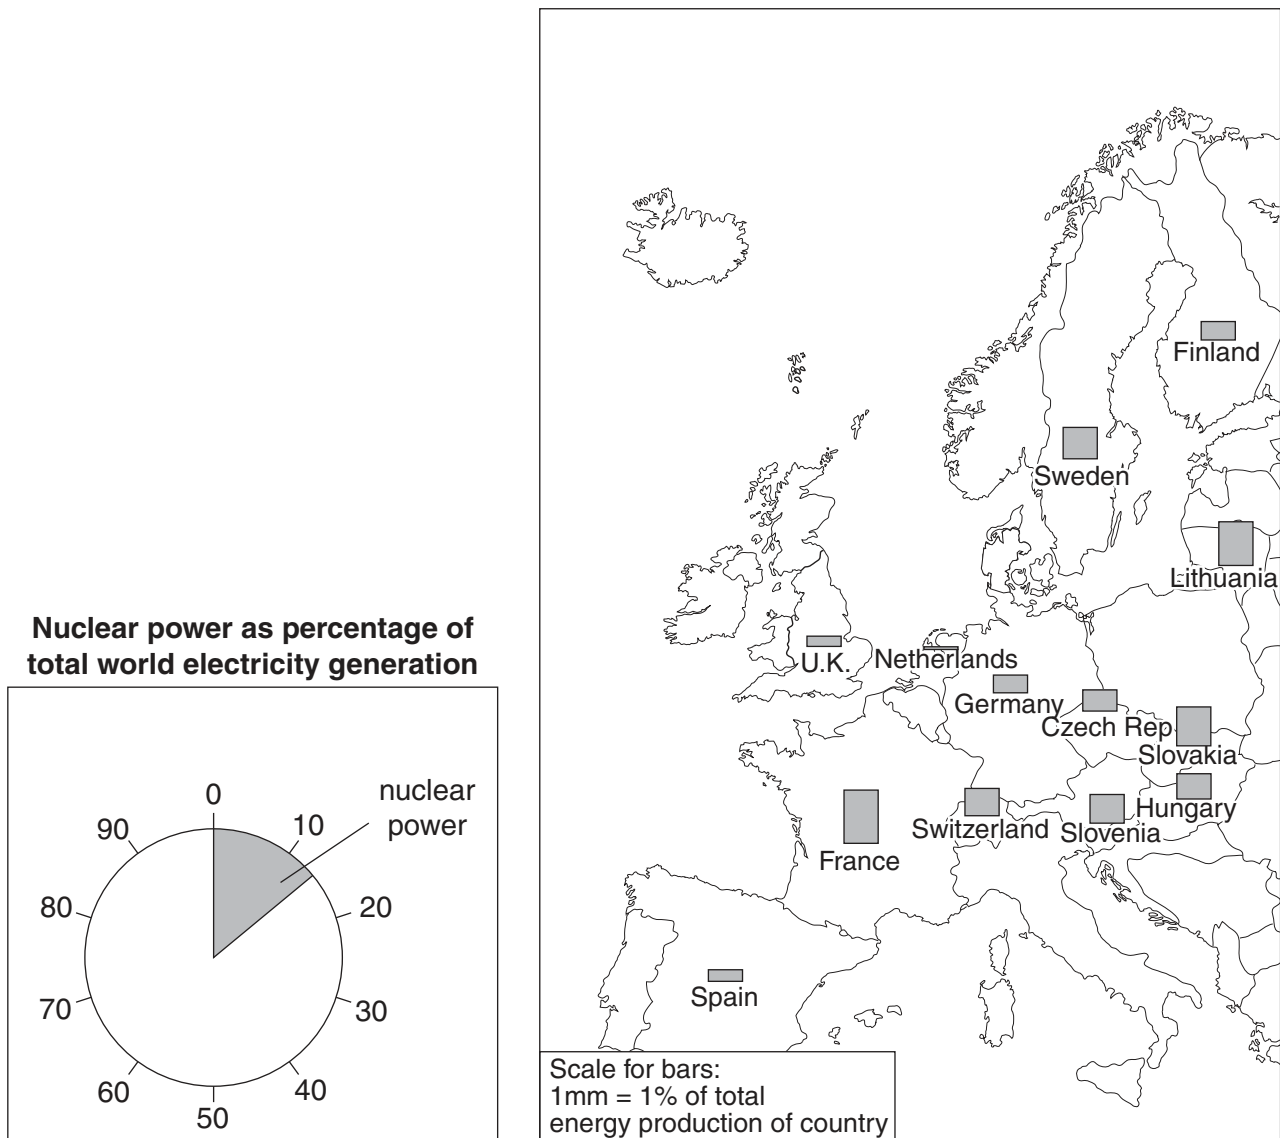 Nuclear power as percentage of
total world electricity generation
nuclear
power
0
10
20
30
40
50
60
70
80
90
Finland
Sweden
Lithuania
U.K.
Netherlands
Germany
Czech Rep
Slovakia
Hungary
Switzerland
Slovenia
France
Spain
Scale for bars:
1mm = 1% of total
energy production of country